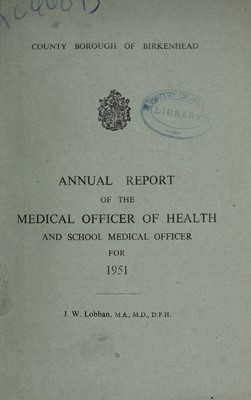 COUNTY BOROUGH OF BIRKENHEAD
LIBRARY
ANNUAL REPORT
OF THE
MEDICAL OFFICER OF HEALTH
AND SCHOOL MEDICAL OFFICER
FOR
1951
J. W. Lobban, M.A., M.D., D.P.H.